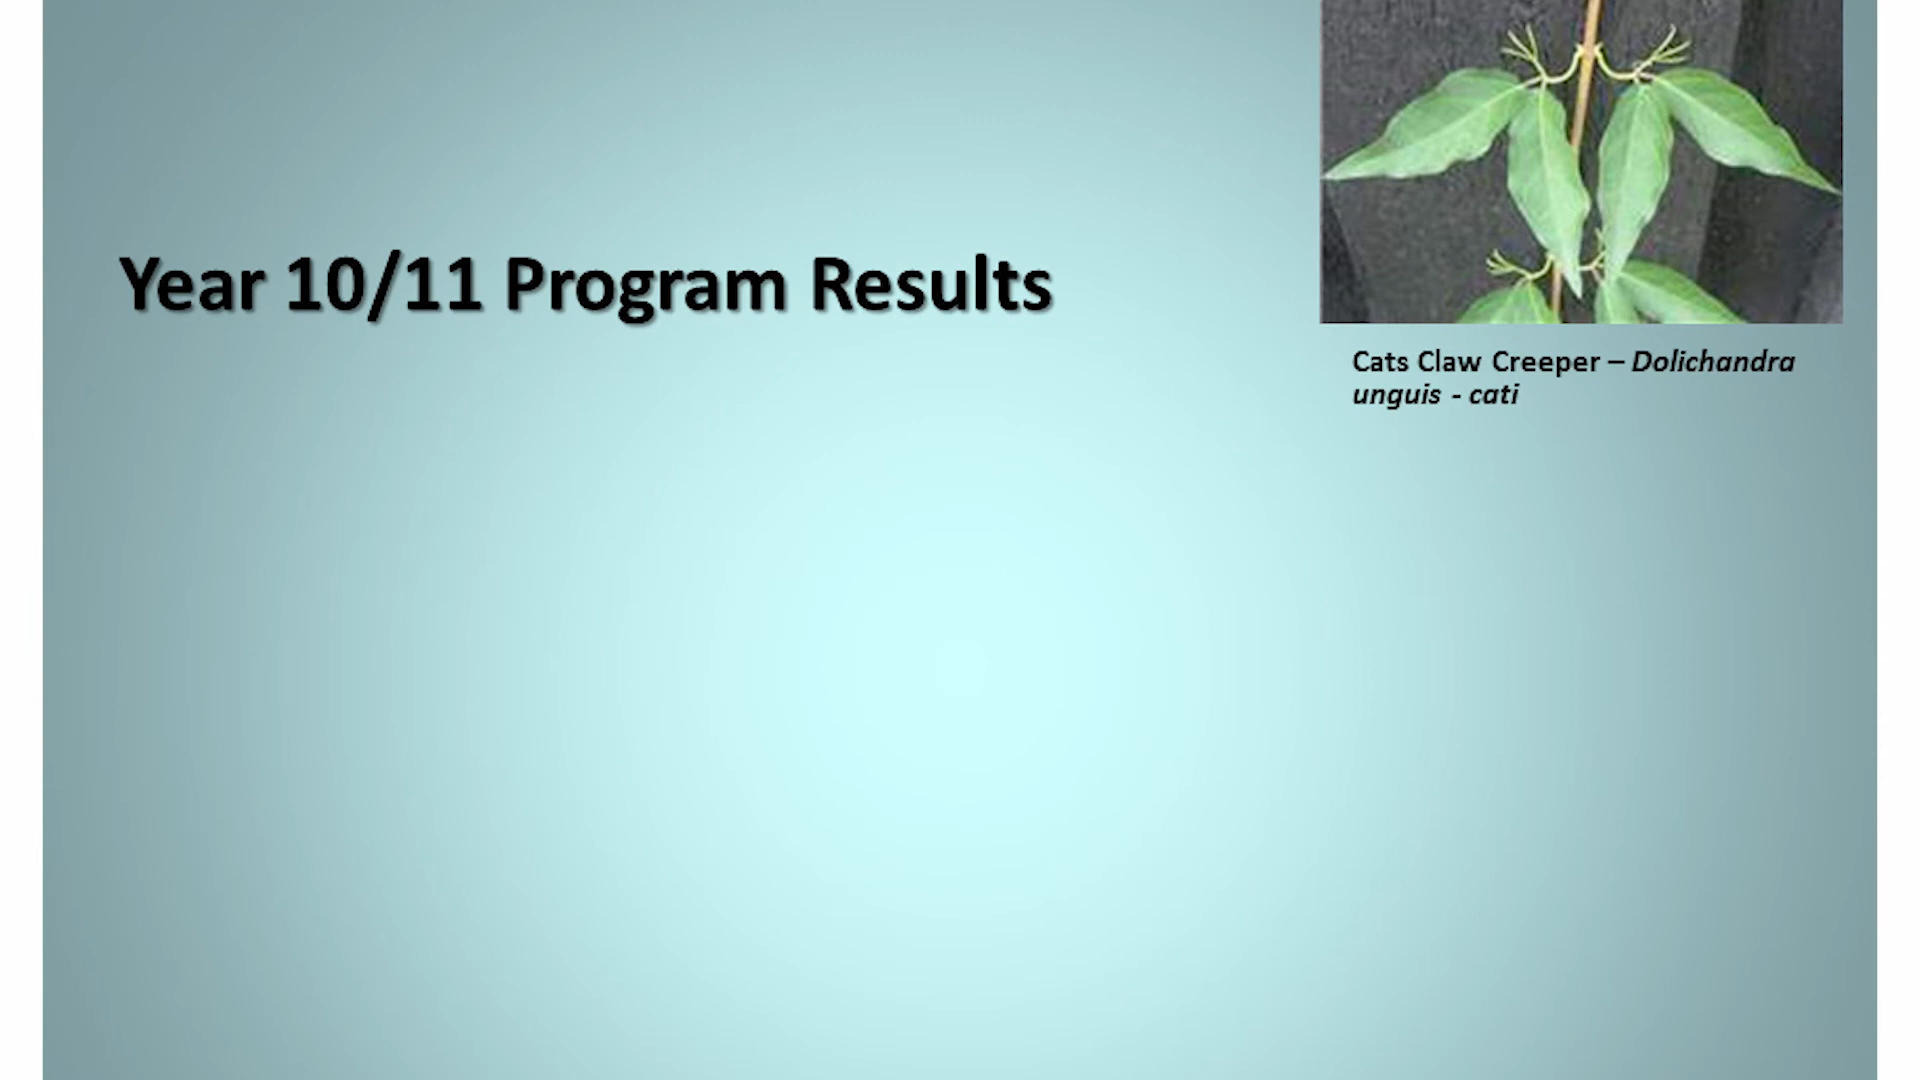 Year 10/11 Program Results
Cats Claw Creeper – Dolichandra
unguis - cati